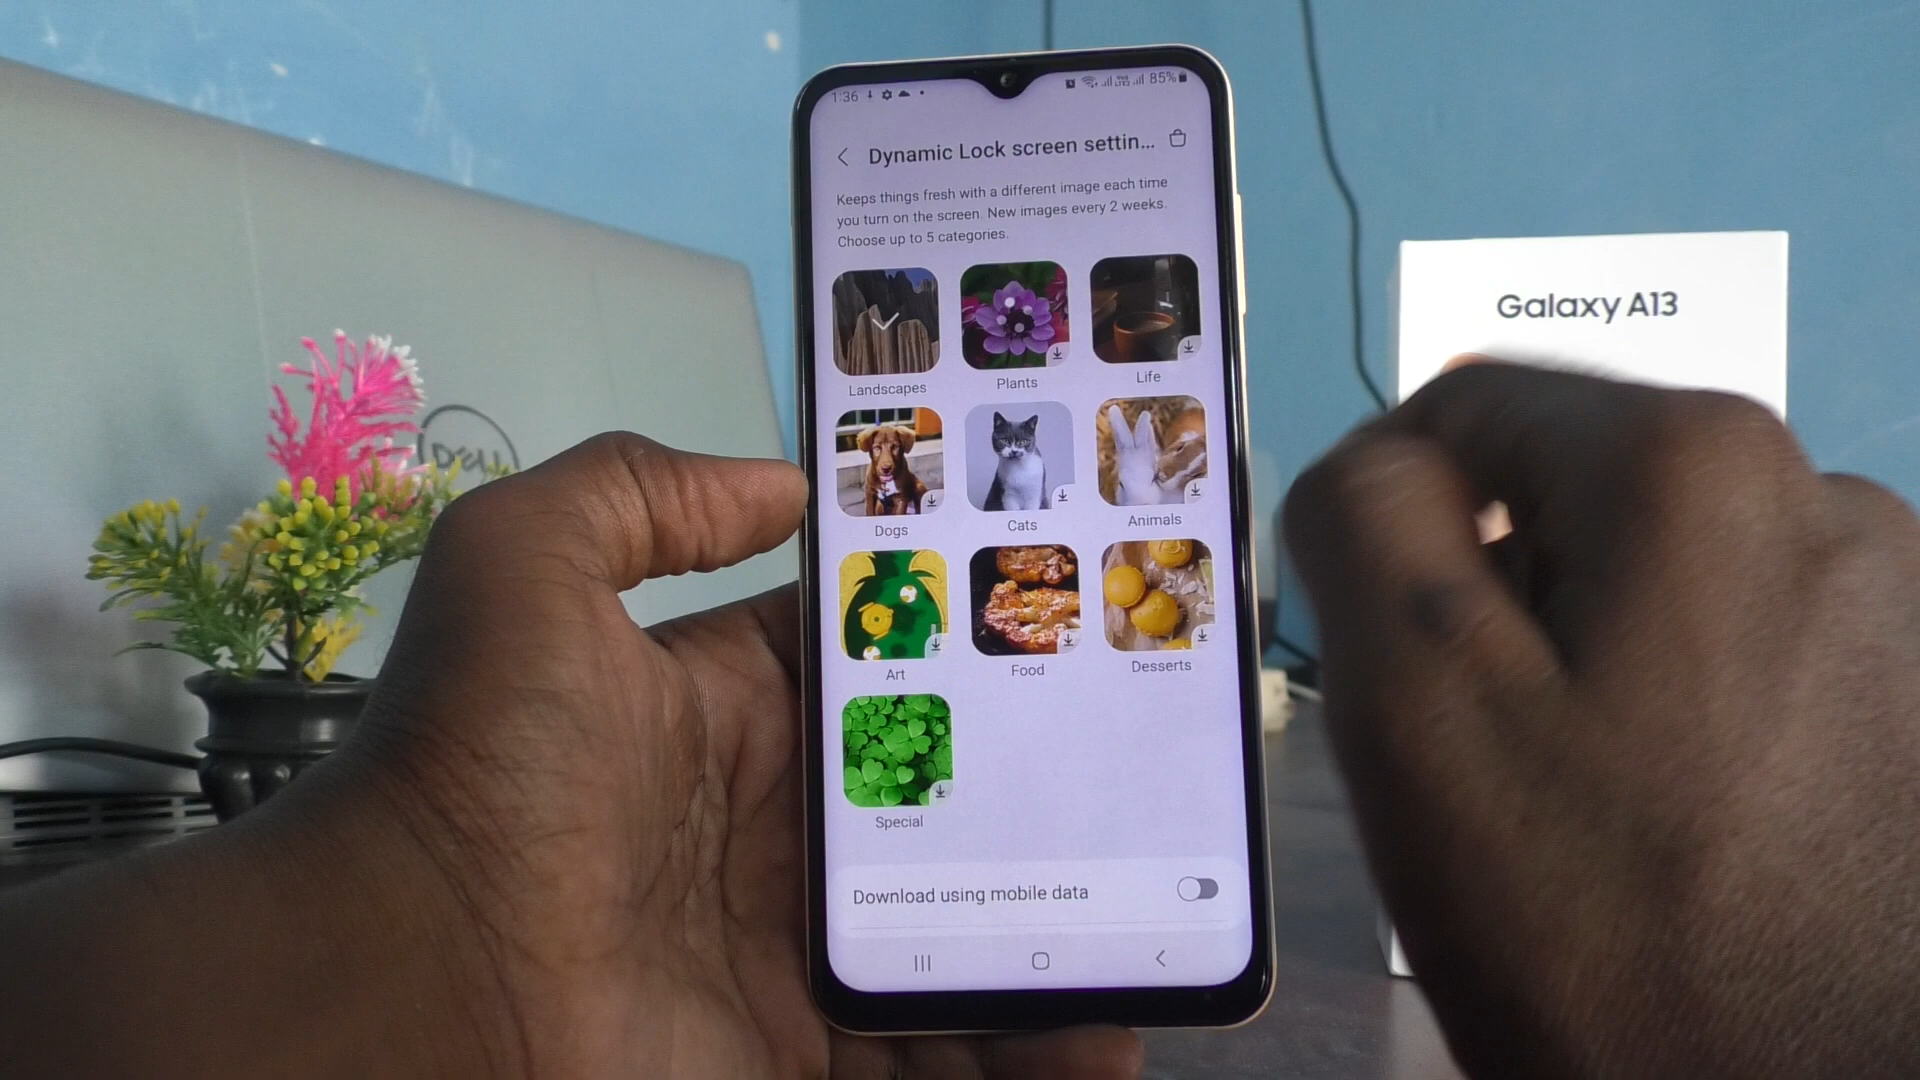 1:36
85%
Dynamic Lock screen settin...
Keeps things fresh with a different image each time
you turn on the screen. New images every 2 weeks.
Choose up to 5 categories.
Landscapes
Plants
Life
Dogs
Cats
Animals
Art
Food
Desserts
Special
Download using mobile data
Galaxy A13
DELL